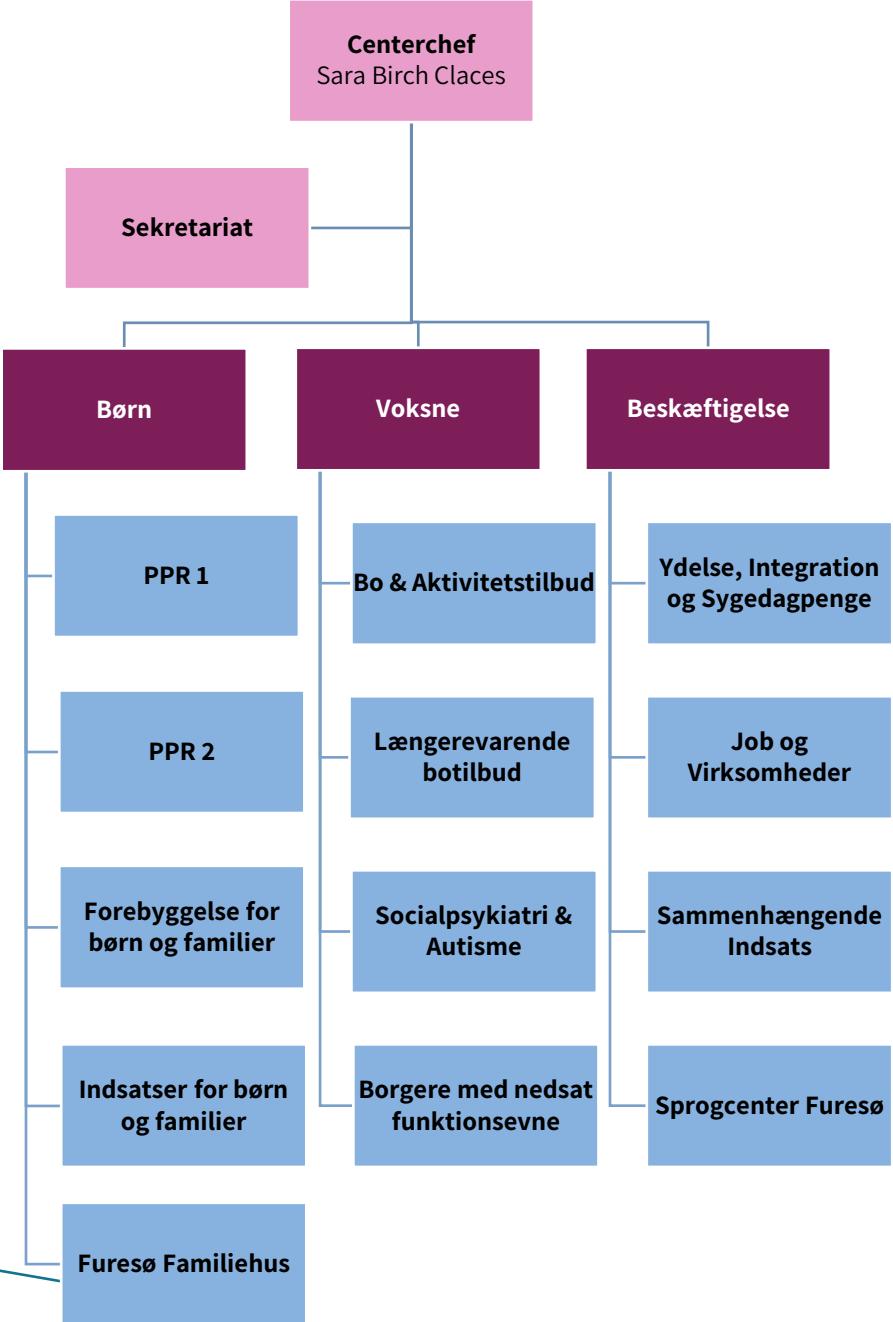 Centerchef
Sara Birch Claces
Sekretariat
Børn
Voksne
Beskæftigelse
PPR 1
Bo & Aktivitetstilbud
Ydelse, Integration
og Sygedagpenge
PPR 2
Længerevarende
botilbud
Job og
Virksomheder
Forebyggelse for
børn og familier
Socialpsykiatri &
Autisme
Sammenhængende
Indsats
Indsatser for børn
og familier
Borgere med nedsat
funktionsevne
Sprogcenter Furesø
Furesø Familiehus